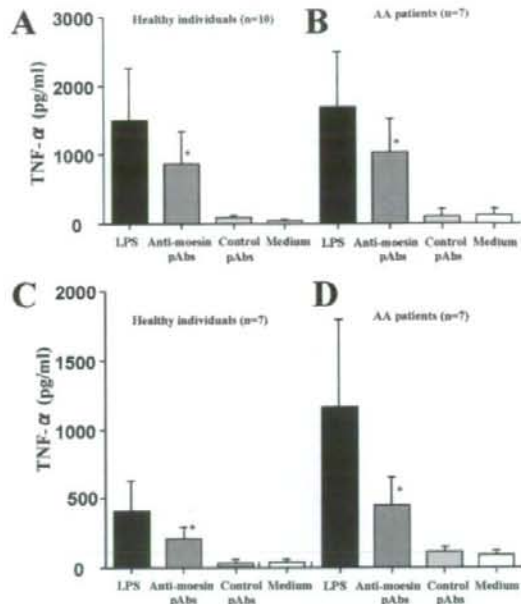 A
Healthy individuals (n=10)
B
AA patients (n=7)
TNF-α (pg/ml)
3000
2000
1000
0
*
*
LPS Anti-moesin pAbs Control pAbs Medium
LPS Anti-moesin pAbs Control pAbs Medium
C
Healthy individuals (n=7)
D
AA patients (n=7)
TNF-α (pg/ml)
2000
1500
1000
500
0
*
*
LPS Anti-moesin pAbs Control pAbs Medium
LPS Anti-moesin pAbs Control pAbs Medium